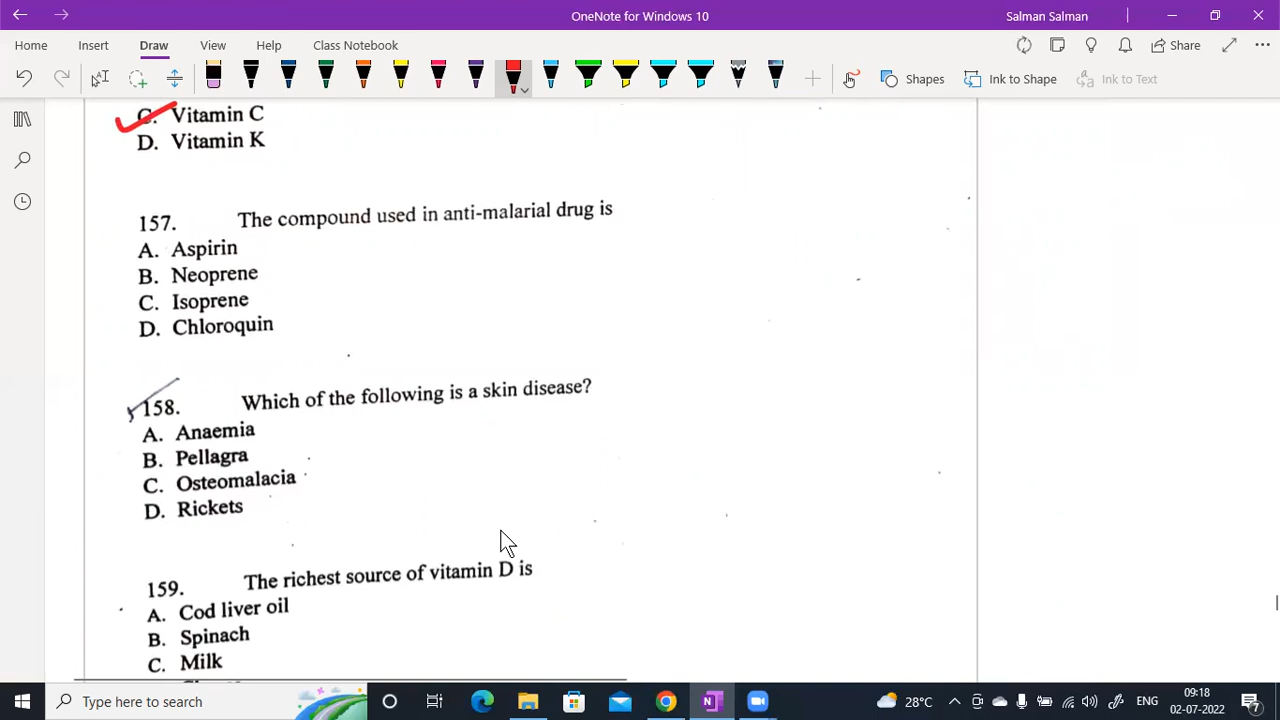 OneNote for Windows 10
Salman Salman
Home Insert Draw View Help Class Notebook
Share
Shapes Ink to Shape Ink to Text
C. Vitamin C
D. Vitamin K
157. The compound used in anti-malarial drug is
A. Aspirin
B. Neoprene
C. Isoprene
D. Chloroquin
158. Which of the following is a skin disease?
A. Anaemia
B. Pellagra
C. Osteomalacia
D. Rickets
159. The richest source of vitamin D is
A. Cod liver oil
B. Spinach
C. Milk
Type here to search
28°C
ENG
09:18
02-07-2022
7